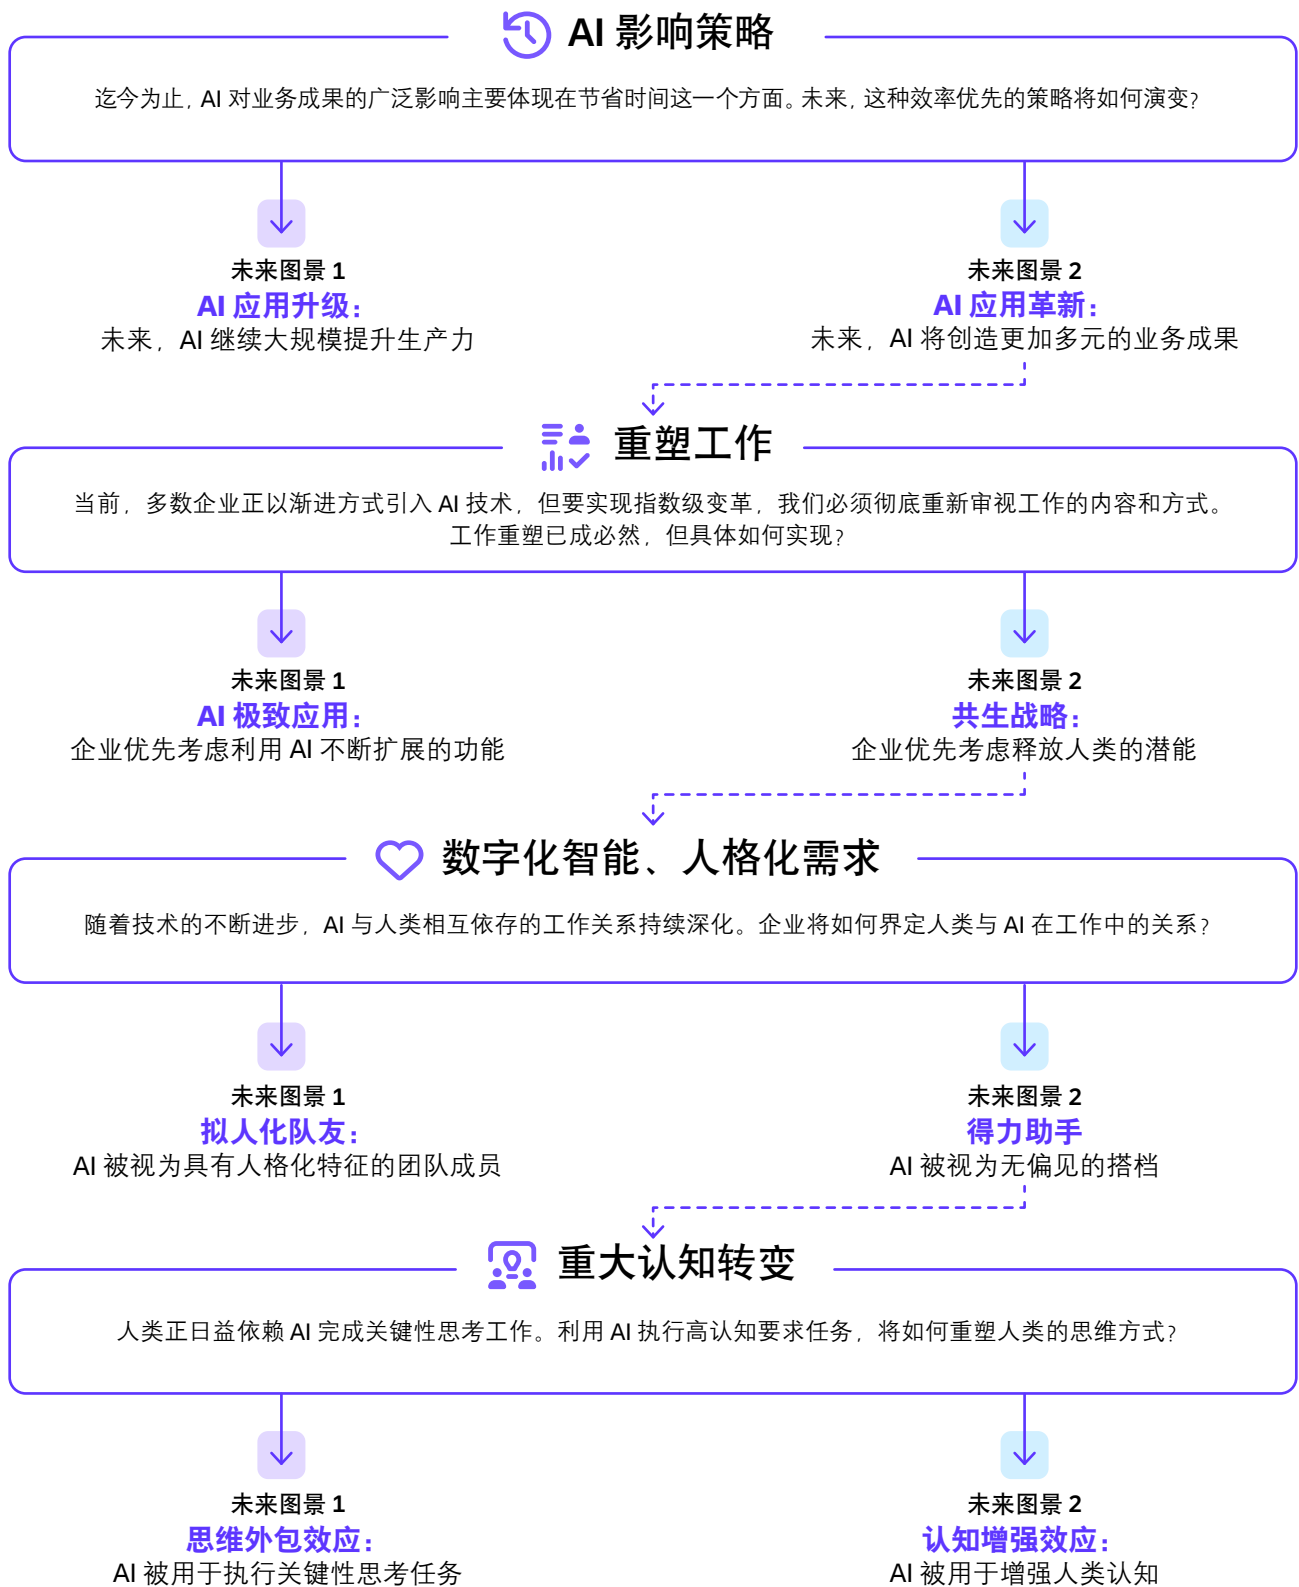 AI 影响策略
迄今为止，AI 对业务成果的广泛影响主要体现在节省时间这一个方面。未来，这种效率优先的策略将如何演变？
未来图景 1
AI 应用升级：
未来，AI 继续大规模提升生产力
未来图景 2
AI 应用革新：
未来，AI 将创造更加多元的业务成果
重塑工作
当前，多数企业正以渐进方式引入 AI 技术，但要实现指数级变革，我们必须彻底重新审视工作的内容和方式。
工作重塑已成必然，但具体如何实现？
未来图景 1
AI 极致应用：
企业优先考虑利用 AI 不断扩展的功能
未来图景 2
共生战略：
企业优先考虑释放人类的潜能
数字化智能、人格化需求
随着技术的不断进步，AI 与人类相互依存的工作关系持续深化。企业将如何界定人类与 AI 在工作中的关系？
未来图景 1
拟人化队友：
AI 被视为具有人格化特征的团队成员
未来图景 2
得力助手
AI 被视为无偏见的搭档
重大认知转变
人类正日益依赖 AI 完成关键性思考工作。利用 AI 执行高认知要求任务，将如何重塑人类的思维方式？
未来图景 1
思维外包效应：
AI 被用于执行关键性思考任务
未来图景 2
认知增强效应：
AI 被用于增强人类认知